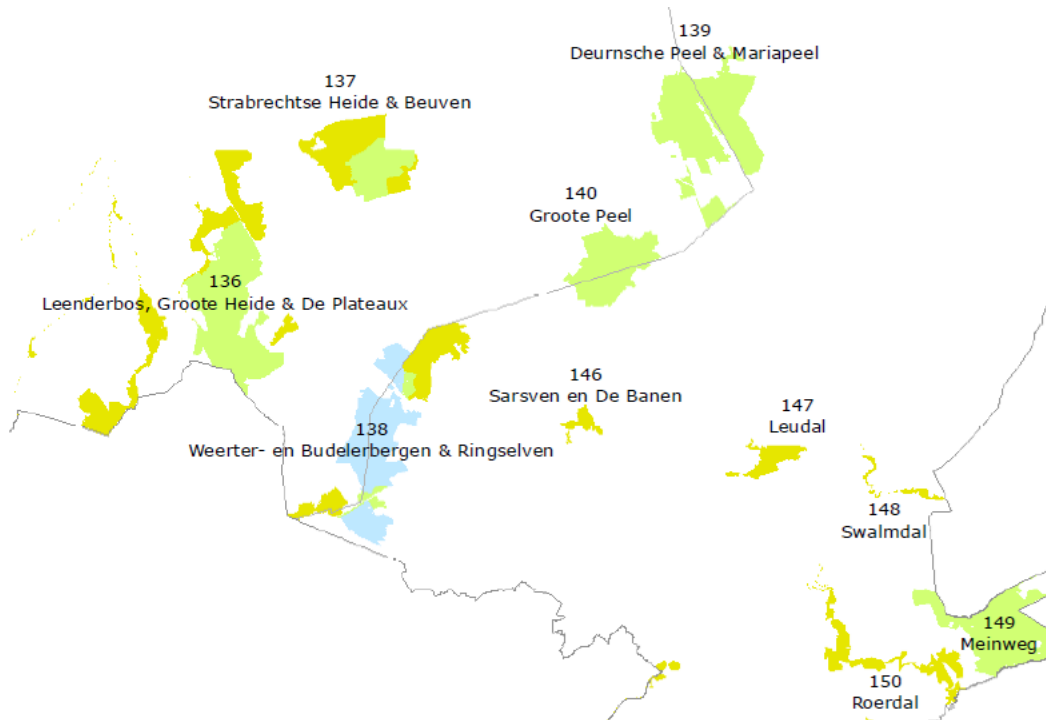 139
Deurnsche Peel & Mariapeel
137
Strabrechtse Heide & Beuven
140
Groote Peel
136
Leenderbos, Groote Heide & De Plateaux
146
Sarsven en De Banen
147
Leudal
138
Weerter- en Budelerbergen & Ringselven
148
Swalmdal
149
Meinweg
150
Roerdal